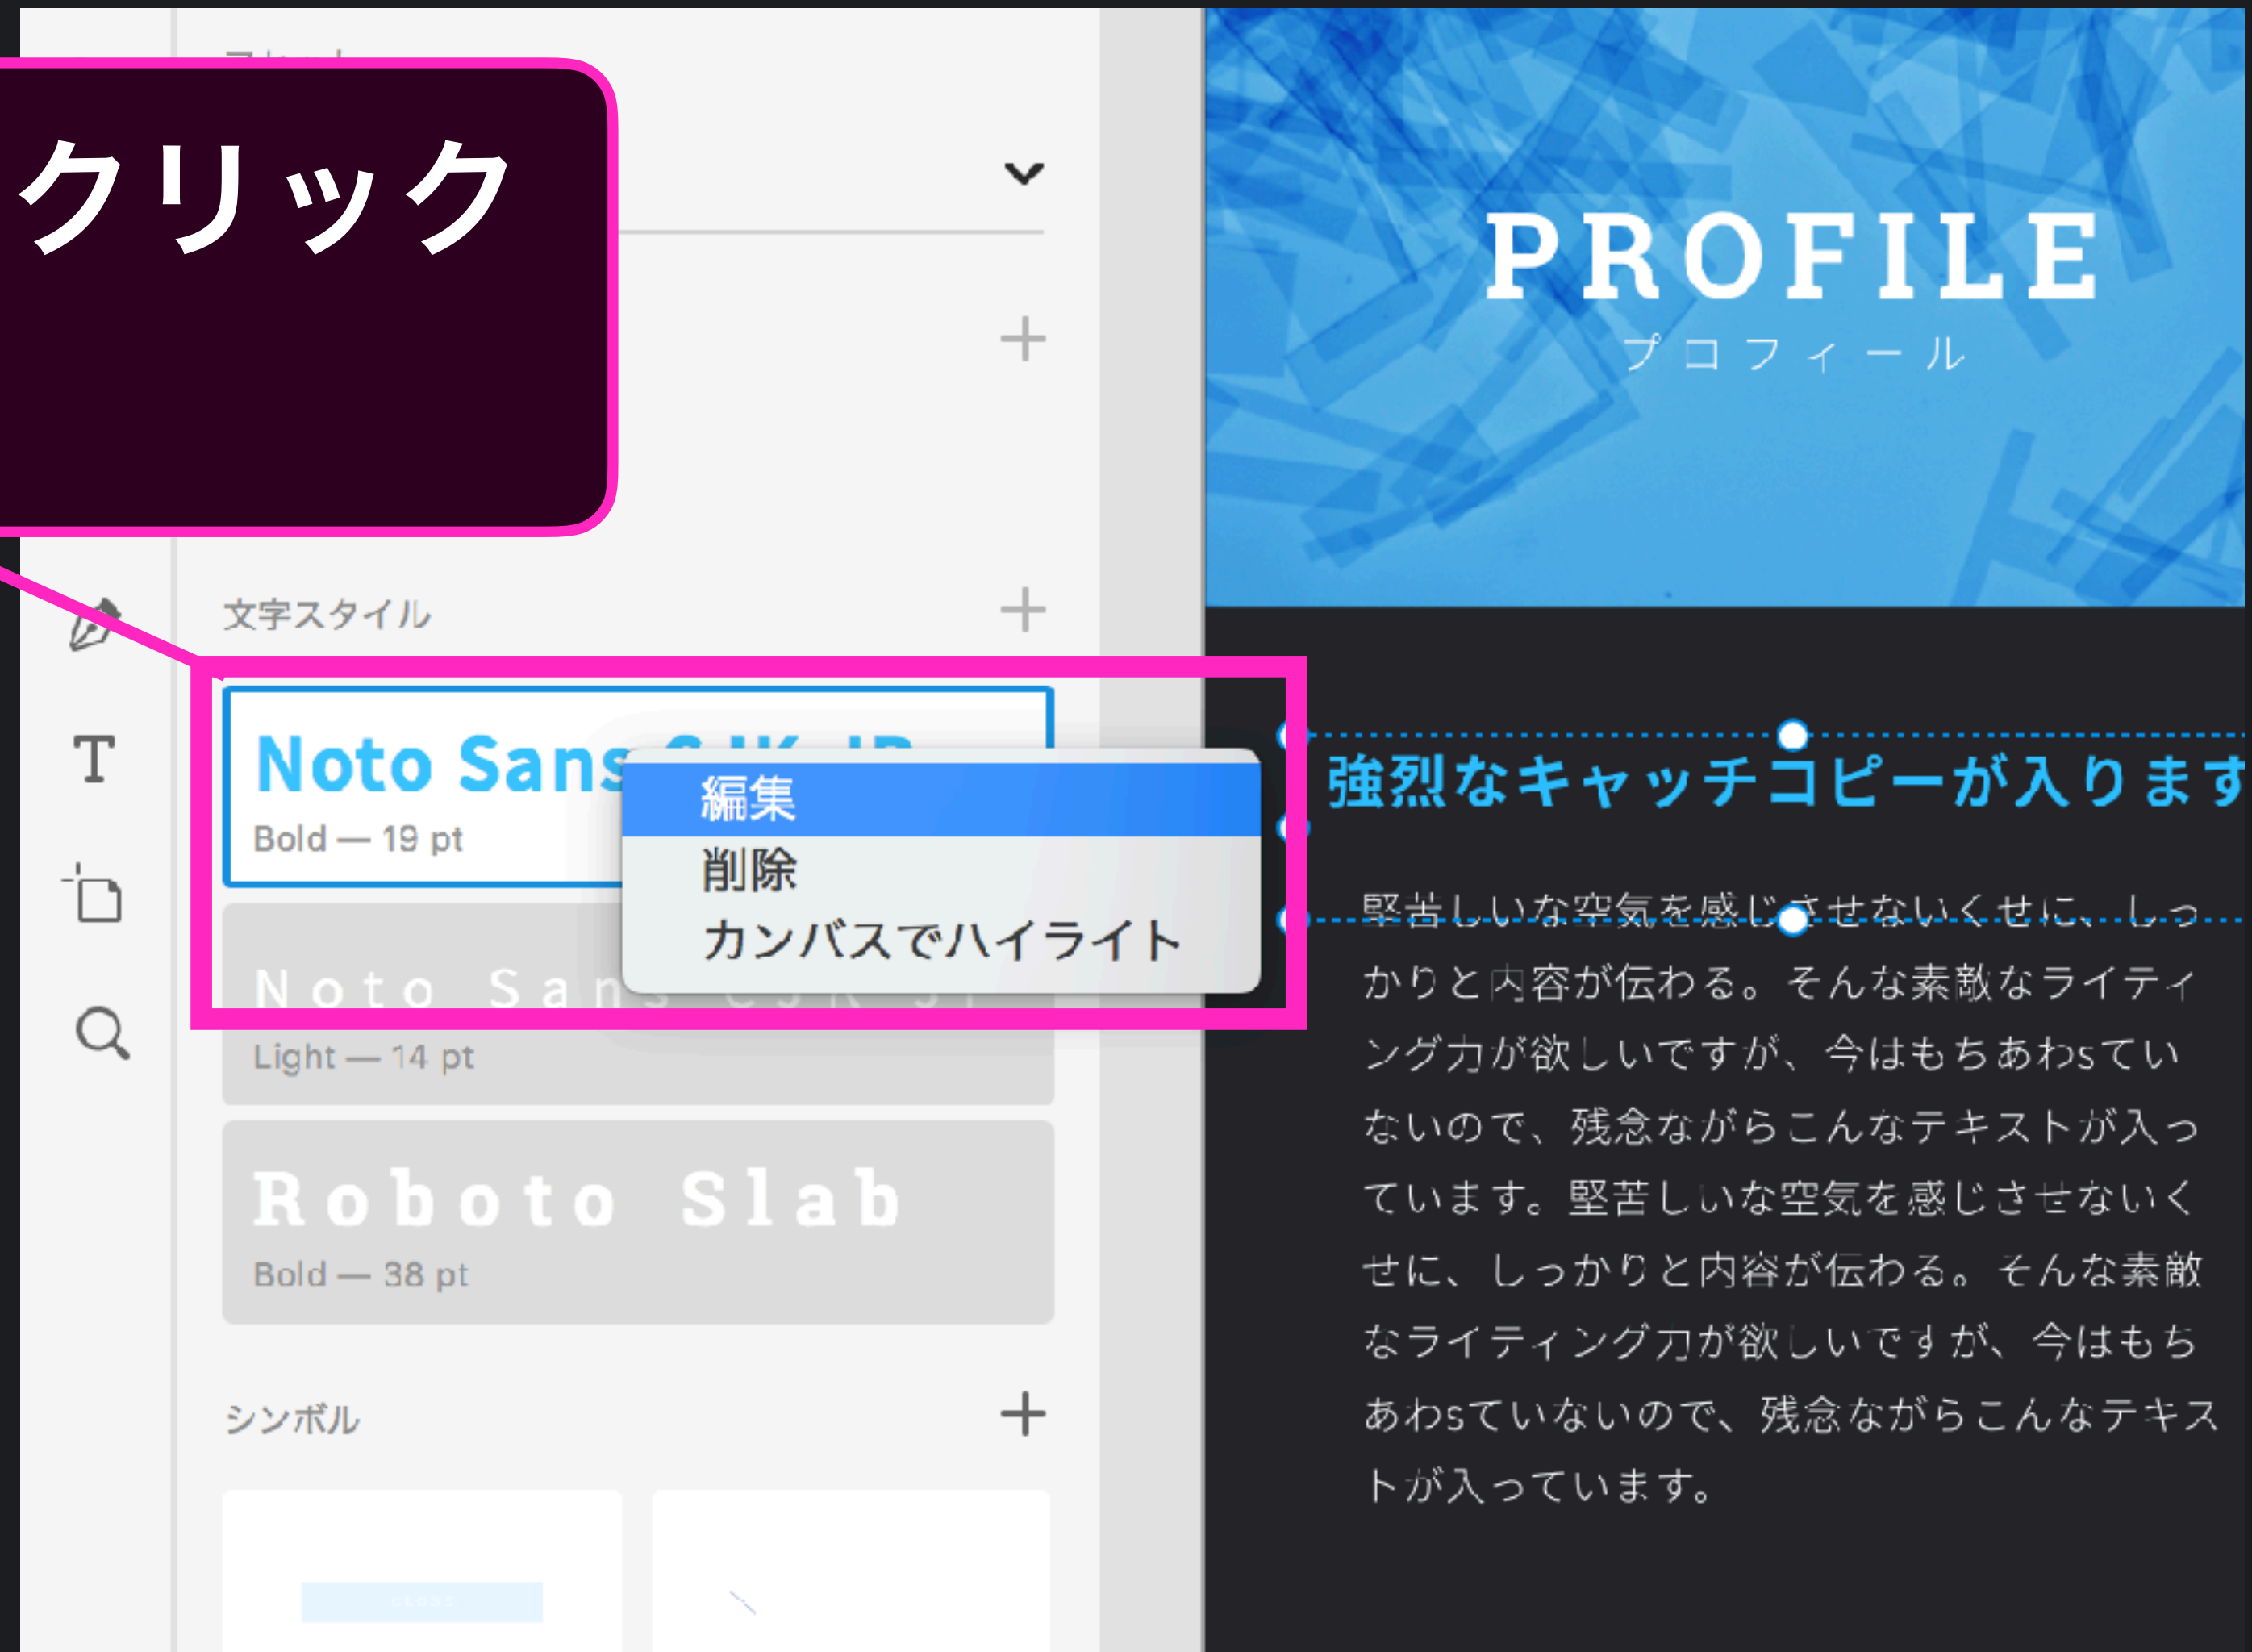 クリック
文字スタイル
Noto Sans
Bold — 19 pt
編集
削除
カンバスでハイライト
Noto Sans
Light — 14 pt
Roboto Slab
Bold — 38 pt
シンボル
CLOSE
PROFILE
プロフィール
強烈なキャッチコピーが入ります
堅苦しいな空気を感じさせないくせに、しっ
かりと内容が伝わる。そんな素敵なライティ
ング力が欲しいですが、今はもちあわsてい
ないので、残念ながらこんなテキストが入っ
ています。堅苦しいな空気を感じさせないく
せに、しっかりと内容が伝わる。そんな素敵
なライティング力が欲しいですが、今はもち
あわsていないので、残念ながらこんなテキス
トが入っています。